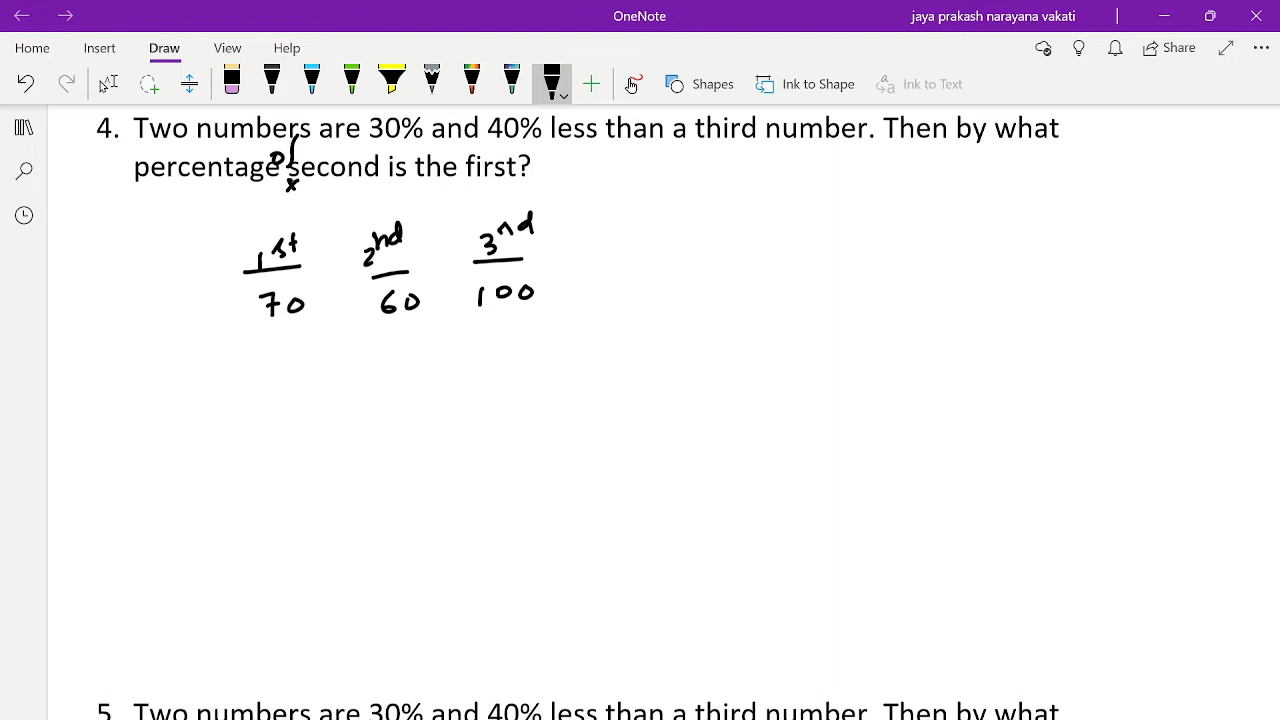 OneNote
jaya prakash narayana vakati
Home Insert Draw View Help
Share
Shapes Ink to Shape Ink to Text
4. Two numbers are 30% and 40% less than a third number. Then by what
of
percentage second is the first?
x
1st 2nd 3nd
70 60 100
5. Two numbers are 30% and 40% less than a third number. Then by what